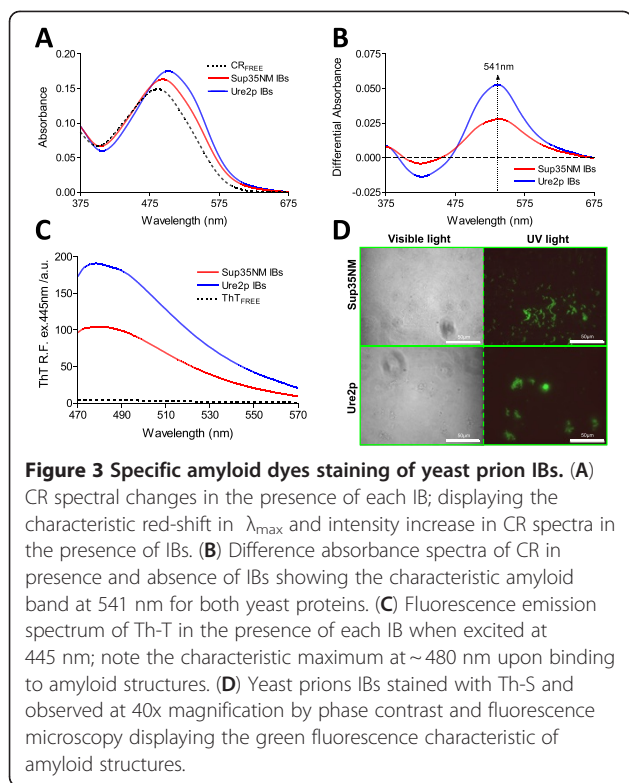 A
0.20
0.15
0.10
0.05
0.00
Absorbance
CR_FREE
Sup35NM IBs
Ure2p IBs
375 475 575 675
Wavelength (nm)
B
541nm
0.075
0.050
0.025
0.000
-0.025
Differential Absorbance
Sup35NM IBs
Ure2p IBs
375 475 575 675
Wavelength (nm)
C
200
150
100
50
0
ThT R.F. ex.445nm /a.u.
Sup35NM IBs
Ure2p IBs
ThT_FREE
470 490 510 530 550 570
Wavelength (nm)
D
Visible light UV light
Sup35NM
50µm
Ure2p
50µm
50µm
Figure 3 Specific amyloid dyes staining of yeast prion IBs. (A)
CR spectral changes in the presence of each IB; displaying the
characteristic red-shift in λmax and intensity increase in CR spectra in
the presence of IBs. (B) Difference absorbance spectra of CR in
presence and absence of IBs showing the characteristic amyloid
band at 541 nm for both yeast proteins. (C) Fluorescence emission
spectrum of Th-T in the presence of each IB when excited at
445 nm; note the characteristic maximum at ~ 480 nm upon binding
to amyloid structures. (D) Yeast prions IBs stained with Th-S and
observed at 40x magnification by phase contrast and fluorescence
microscopy displaying the green fluorescence characteristic of
amyloid structures.